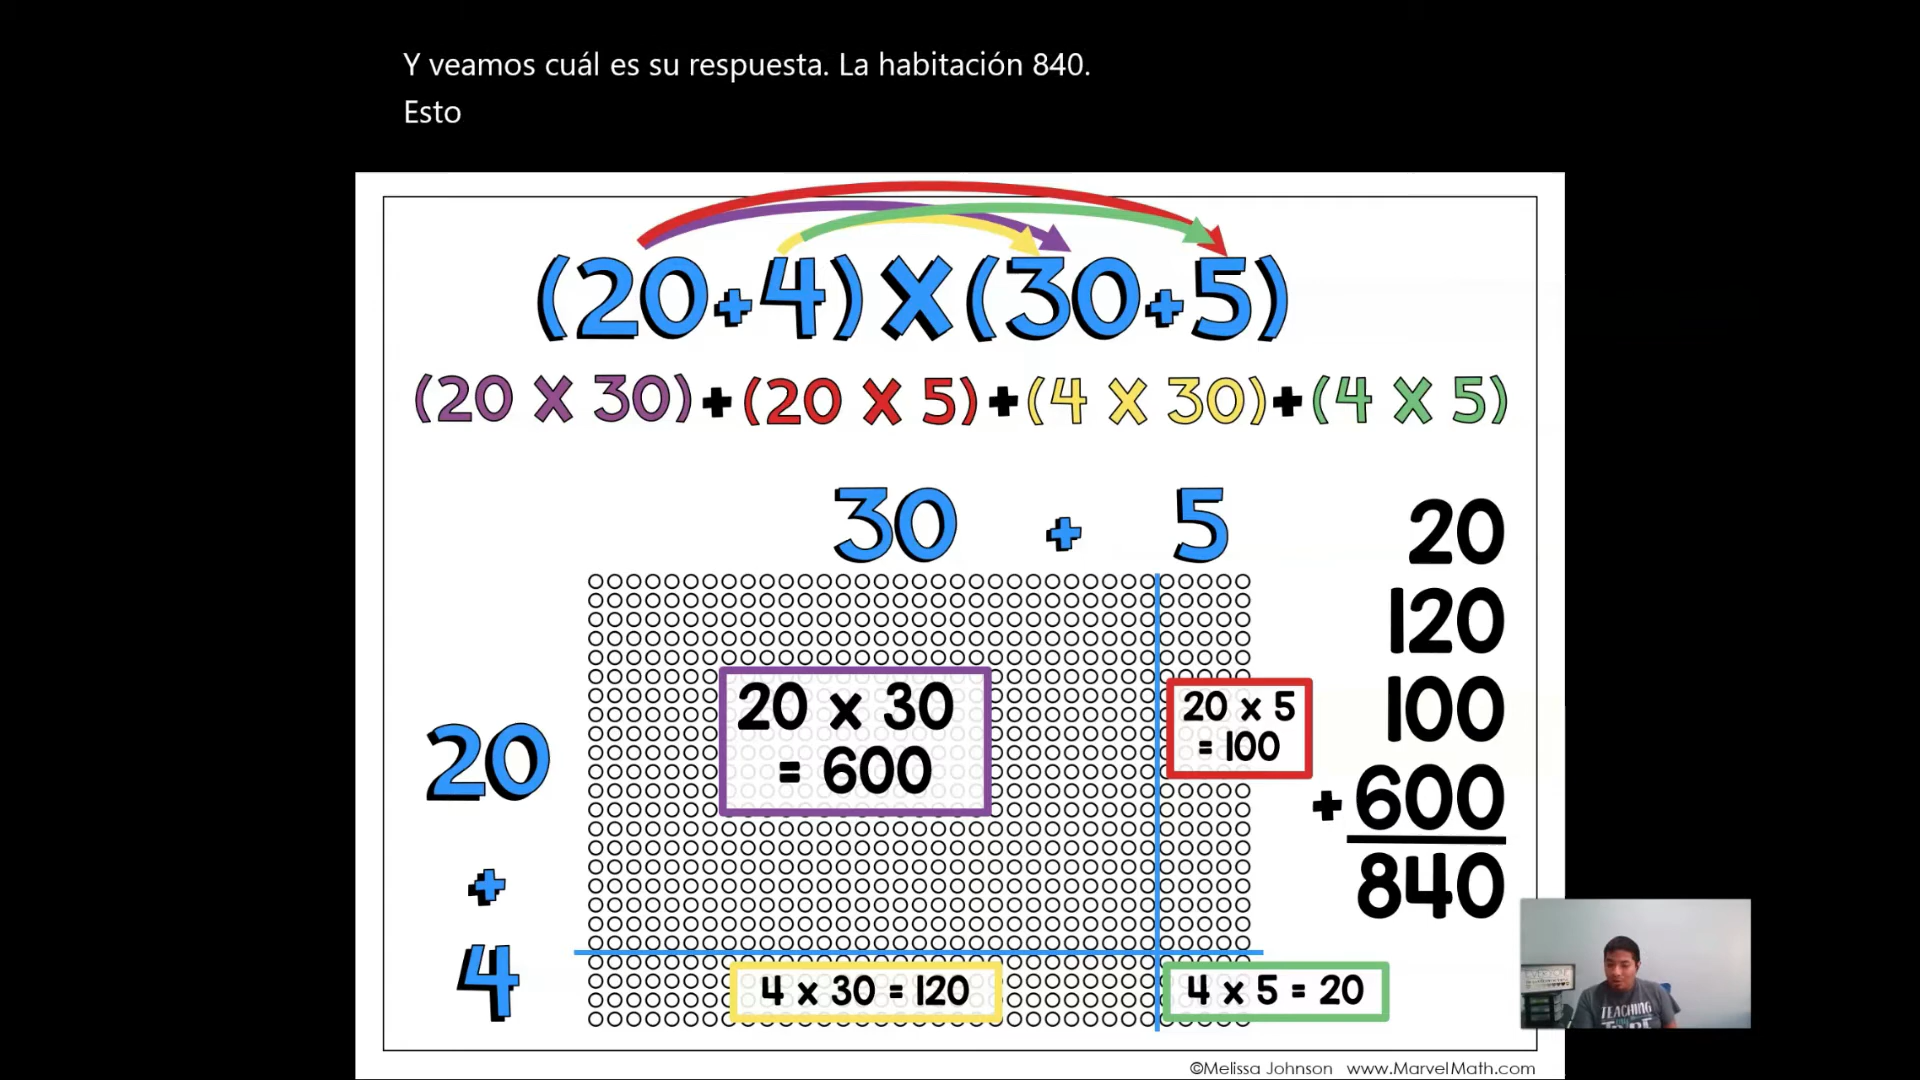 Y veamos cuál es su respuesta. La habitación 840.
Esto
(20+4)X(30+5)
(20 X 30)+(20 X 5)+(4 X 30)+(4 X 5)
30 + 5
20
+
4
20 x 30
= 600
20 x 5
= 100
4 x 30 = 120
4 x 5 = 20
20
120
100
+600
840
TEACHING
©Melissa Johnson www.MarvelMath.com